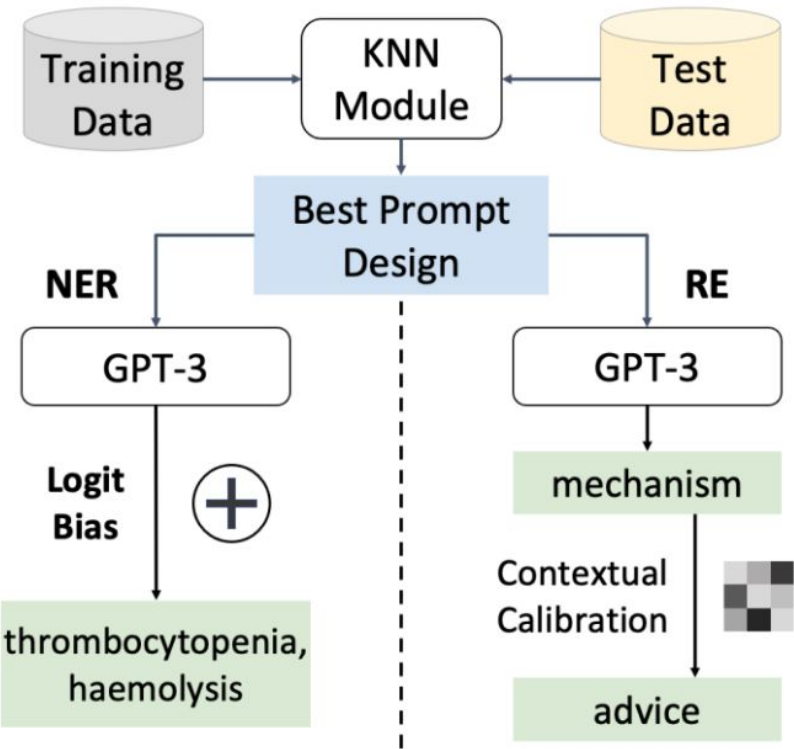 Training
Data
KNN
Module
Test
Data
Best Prompt
Design
NER
RE
GPT-3
GPT-3
Logit
Bias
mechanism
Contextual
Calibration
thrombocytopenia,
haemolysis
advice